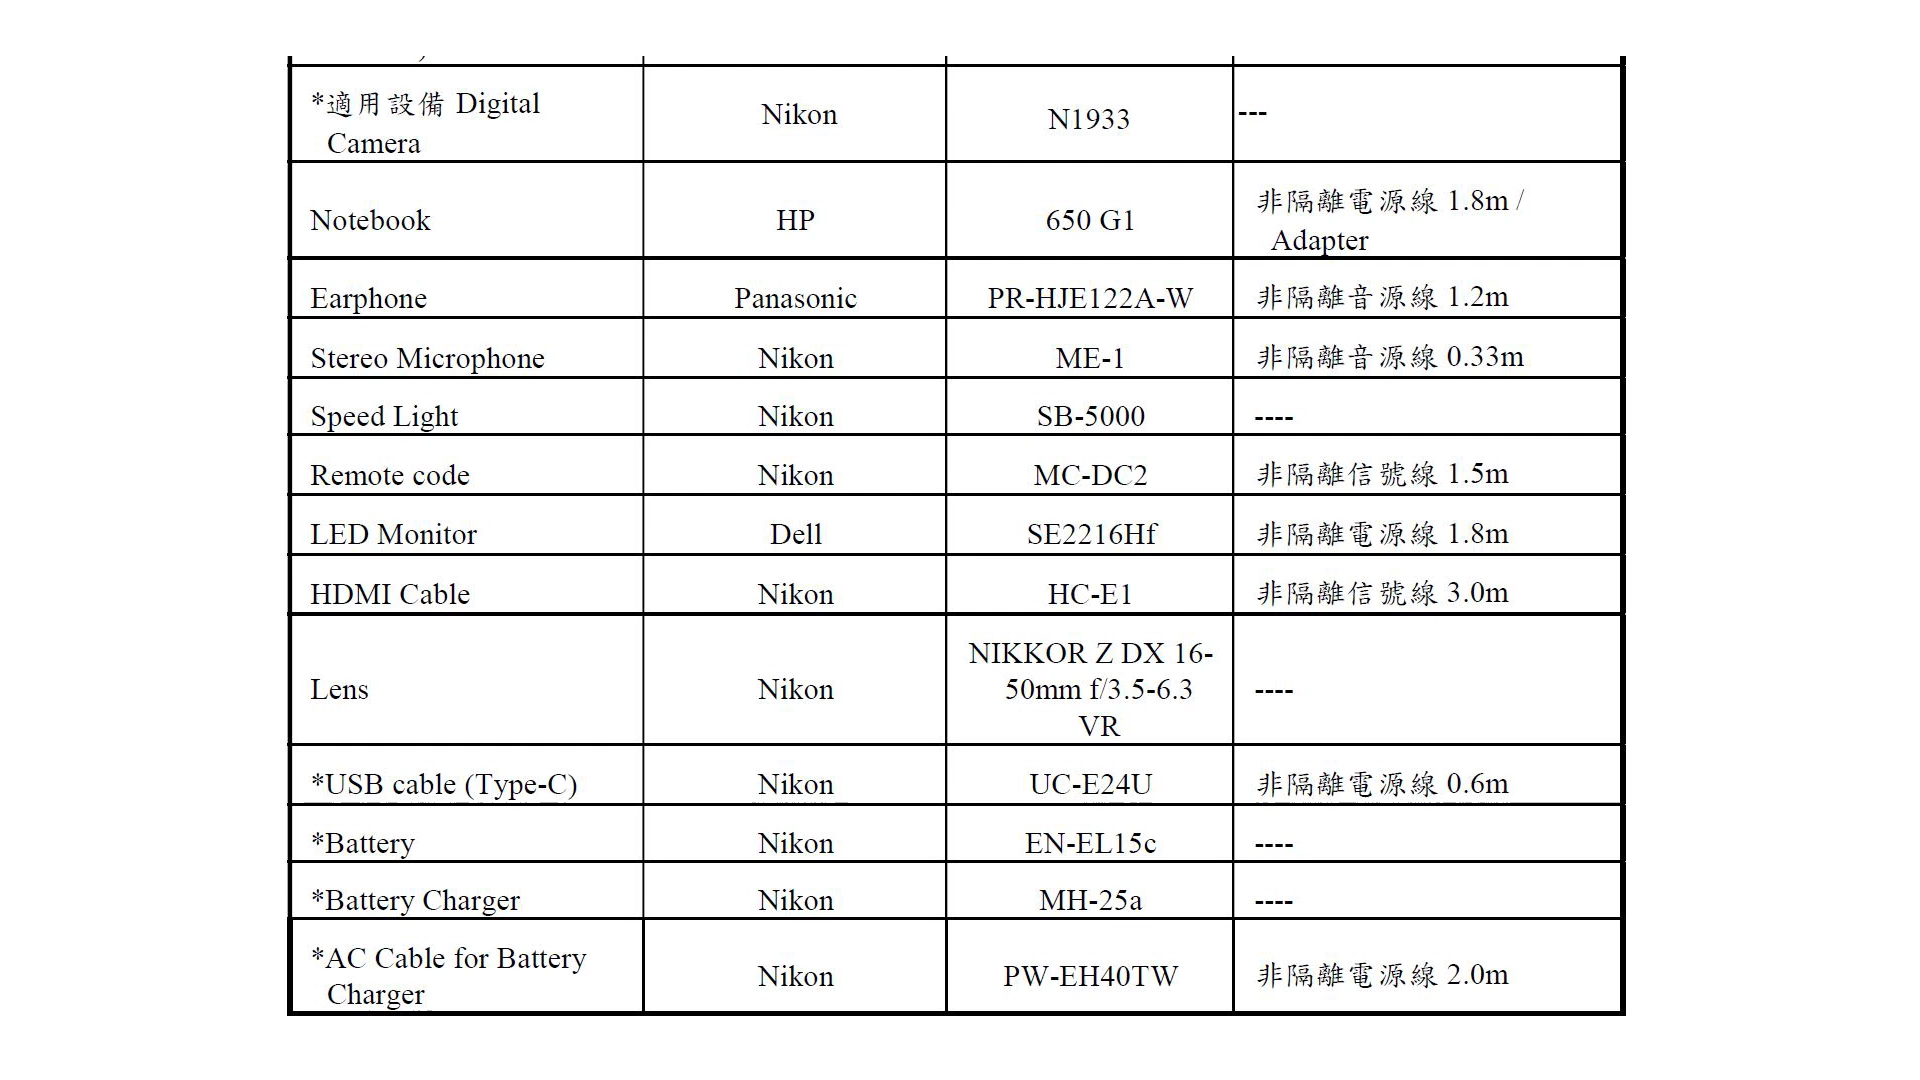 *適用設備 Digital
Camera
Nikon
N1933
---
Notebook
HP
650 G1
非隔離電源線 1.8m /
Adapter
Earphone
Panasonic
PR-HJE122A-W
非隔離音源線 1.2m
Stereo Microphone
Nikon
ME-1
非隔離音源線 0.33m
Speed Light
Nikon
SB-5000
----
Remote code
Nikon
MC-DC2
非隔離信號線 1.5m
LED Monitor
Dell
SE2216Hf
非隔離電源線 1.8m
HDMI Cable
Nikon
HC-E1
非隔離信號線 3.0m
Lens
Nikon
NIKKOR Z DX 16-
50mm f/3.5-6.3
VR
----
*USB cable (Type-C)
Nikon
UC-E24U
非隔離電源線 0.6m
*Battery
Nikon
EN-EL15c
----
*Battery Charger
Nikon
MH-25a
----
*AC Cable for Battery
Charger
Nikon
PW-EH40TW
非隔離電源線 2.0m